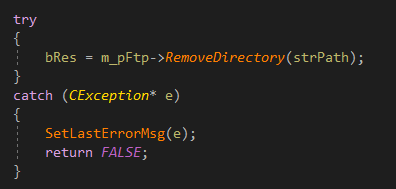 try
{
    bRes = m_pFtp->RemoveDirectory(strPath);
}
catch (CException* e)
{
    SetLastErrorMsg(e);
    return FALSE;
}